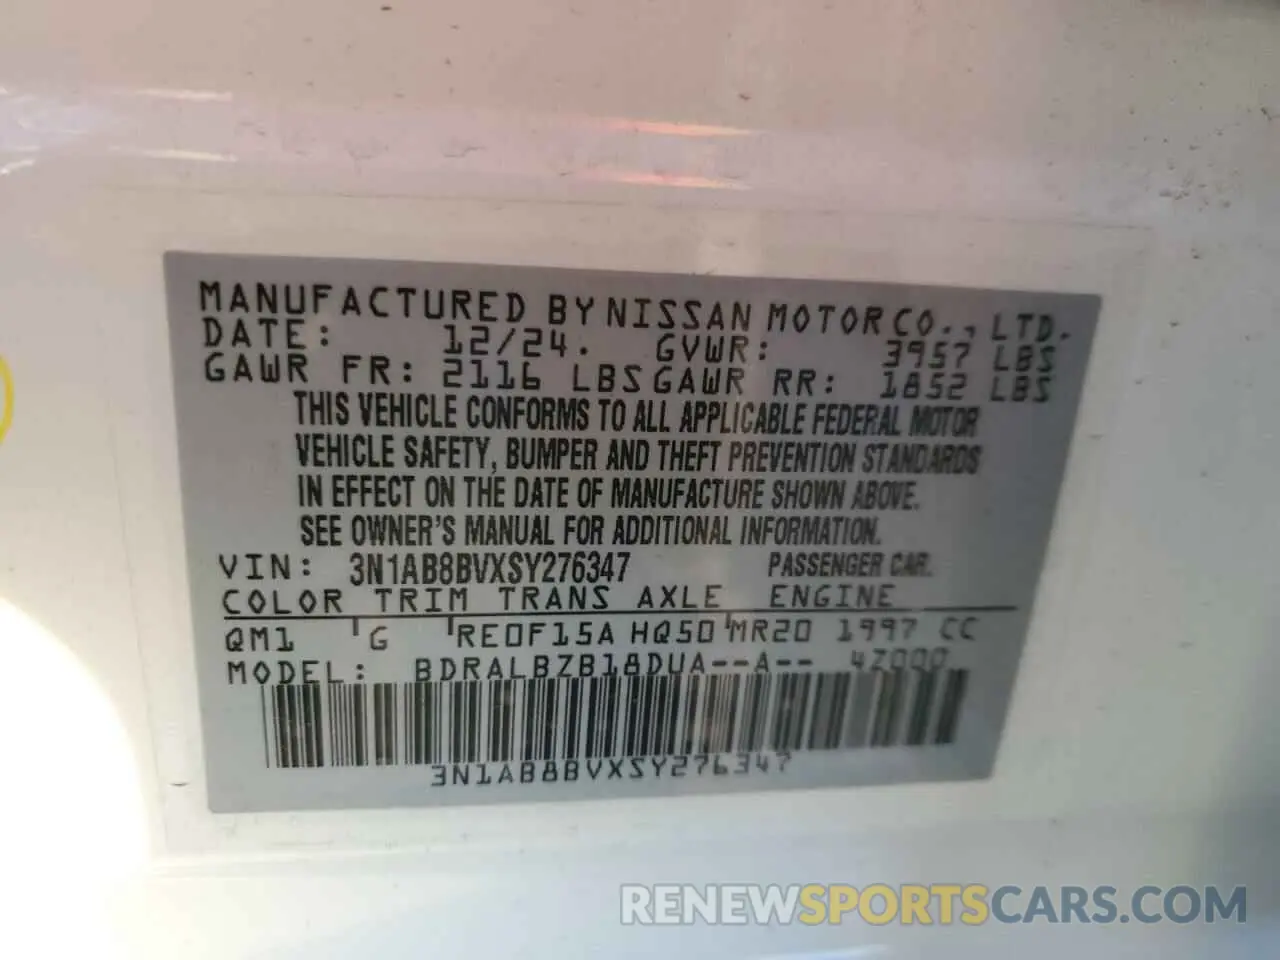 MANUFACTURED BY NISSAN MOTOR CO., LTD.
DATE: 12/24. GVWR: 3957 LBS
GAWR FR: 2116 LBS GAWR RR: 1852 LBS
THIS VEHICLE CONFORMS TO ALL APPLICABLE FEDERAL MOTOR
VEHICLE SAFETY, BUMPER AND THEFT PREVENTION STANDARDS
IN EFFECT ON THE DATE OF MANUFACTURE SHOWN ABOVE.
SEE OWNER'S MANUAL FOR ADDITIONAL INFORMATION.
VIN: 3N1AB8BVXSY276347 PASSENGER CAR.
COLOR TRIM TRANS AXLE ENGINE
QM1 G RE0F15A HQ50 MR20 1997 CC
MODEL: BDRALBZB18DUA--A-- 4Z000
3N1AB8BVXSY276347
RENEWSPORTSCARS.COM